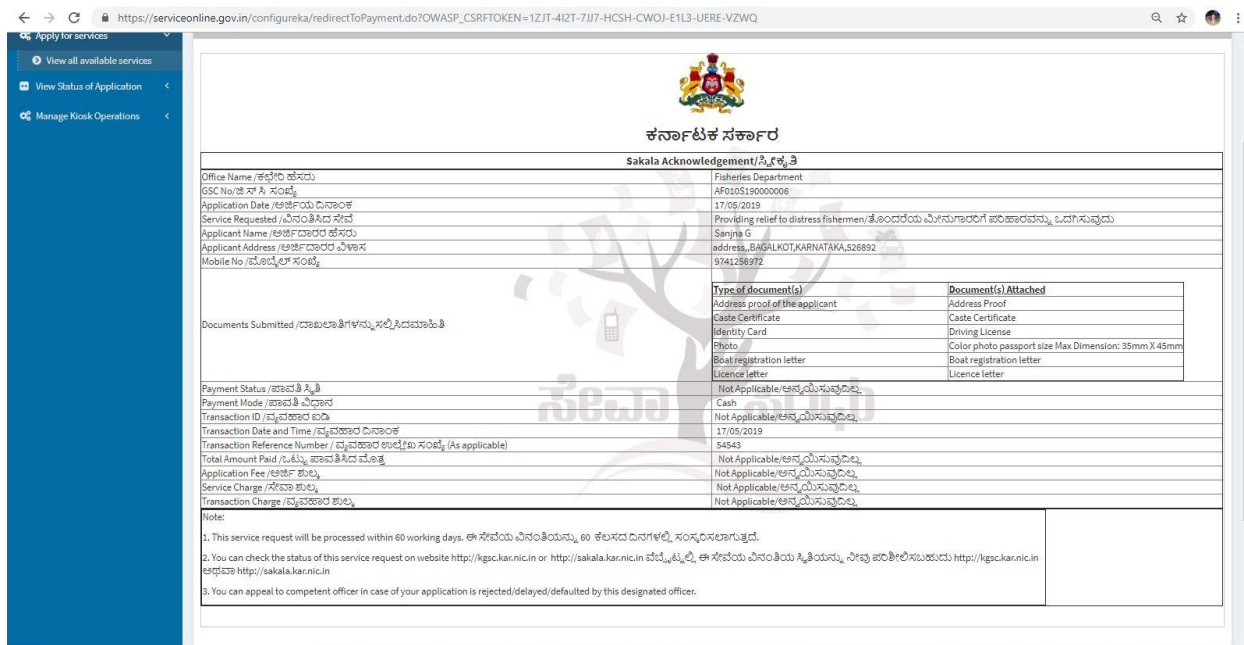 https://serviceonline.gov.in/configureka/redirectToPayment.do?OWASP_CSRFTOKEN=1ZJT-4I2T-7JJ7-HCSH-CWOJ-E1L3-UERE-VZWQ
Apply for services
View all available services
View Status of Application
Manage Kiosk Operations
ಕರ್ನಾಟಕ ಸರ್ಕಾರ
Sakala Acknowledgement/ಸ್ವೀಕೃತಿ
Office Name /ಕಛೇರಿ ಹೆಸರು Fisheries Department
GSC No/ಜಿ ಸ್ ಸಿ ಸಂಖ್ಯೆ AF010S190000006
Application Date /ಅರ್ಜಿಯ ದಿನಾಂಕ 17/05/2019
Service Requested /ವಿನಂತಿಸಿದ ಸೇವೆ Providing relief to distress fishermen/ತೊಂದರೆಯ ಮೀನುಗಾರರಿಗೆ ಪರಿಹಾರವನ್ನು ಒದಗಿಸುವುದು
Applicant Name /ಅರ್ಜಿದಾರರ ಹೆಸರು Sanjna G
Applicant Address /ಅರ್ಜಿದಾರರ ವಿಳಾಸ address,,BAGALKOT,KARNATAKA,526892
Mobile No /ಮೊಬೈಲ್ ಸಂಖ್ಯೆ 9741256972
Documents Submitted /ದಾಖಲಾತಿಗಳನ್ನು ಸಲ್ಲಿಸಿದಮಾಹಿತಿ
Type of document(s) Document(s) Attached
Address proof of the applicant Address Proof
Caste Certificate Caste Certificate
Identity Card Driving License
Photo Color photo passport size Max Dimension: 35mm X 45mm
Boat registration letter Boat registration letter
Licence letter Licence letter
Payment Status /ಪಾವತಿ ಸ್ಥಿತಿ Not Applicable/ಅನ್ವಯಿಸುವುದಿಲ್ಲ
Payment Mode /ಪಾವತಿ ವಿಧಾನ Cash
Transaction ID /ವ್ಯವಹಾರ ಐಡಿ Not Applicable/ಅನ್ವಯಿಸುವುದಿಲ್ಲ
Transaction Date and Time /ವ್ಯವಹಾರ ದಿನಾಂಕ 17/05/2019
Transaction Reference Number / ವ್ಯವಹಾರ ಉಲ್ಲೇಖ ಸಂಖ್ಯೆ (As applicable) 54543
Total Amount Paid /ಒಟ್ಟು ಪಾವತಿಸಿದ ಮೊತ್ತ Not Applicable/ಅನ್ವಯಿಸುವುದಿಲ್ಲ
Application Fee /ಅರ್ಜಿ ಶುಲ್ಕ Not Applicable/ಅನ್ವಯಿಸುವುದಿಲ್ಲ
Service Charge /ಸೇವಾ ಶುಲ್ಕ Not Applicable/ಅನ್ವಯಿಸುವುದಿಲ್ಲ
Transaction Charge /ವ್ಯವಹಾರ ಶುಲ್ಕ Not Applicable/ಅನ್ವಯಿಸುವುದಿಲ್ಲ
ಸೇವಾ ಸಿಂಧು
Note:
1. This service request will be processed within 60 working days. ಈ ಸೇವೆಯ ವಿನಂತಿಯನ್ನು 60 ಕೆಲಸದ ದಿನಗಳಲ್ಲಿ ಸಂಸ್ಕರಿಸಲಾಗುತ್ತದೆ.
2. You can check the status of this service request on website http://kgsc.kar.nic.in or http://sakala.kar.nic.in ವೆಬ್ಸೈಟ್ನಲ್ಲಿ ಈ ಸೇವೆಯ ವಿನಂತಿಯ ಸ್ಥಿತಿಯನ್ನು ನೀವು ಪರಿಶೀಲಿಸಬಹುದು http://kgsc.kar.nic.in
ಅಥವಾ http://sakala.kar.nic.in
3. You can appeal to competent officer in case of your application is rejected/delayed/defaulted by this designated officer.